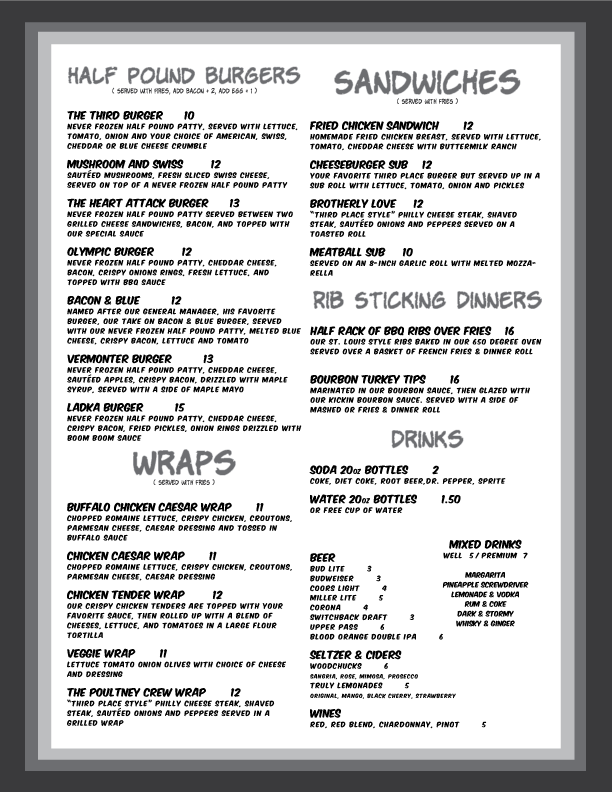 HALF POUND BURGERS
( SERVED WITH FRIES, ADD BACON + 2, ADD EGG + 1 )
THE THIRD BURGER 10
NEVER FROZEN HALF POUND PATTY, SERVED WITH LETTUCE,
TOMATO, ONION AND YOUR CHOICE OF AMERICAN, SWISS,
CHEDDAR OR BLUE CHEESE CRUMBLE
MUSHROOM AND SWISS 12
SAUTÉED MUSHROOMS, FRESH SLICED SWISS CHEESE,
SERVED ON TOP OF A NEVER FROZEN HALF POUND PATTY
THE HEART ATTACK BURGER 13
NEVER FROZEN HALF POUND PATTY SERVED BETWEEN TWO
GRILLED CHEESE SANDWICHES, BACON, AND TOPPED WITH
OUR SPECIAL SAUCE
OLYMPIC BURGER 12
NEVER FROZEN HALF POUND PATTY, CHEDDAR CHEESE,
BACON, CRISPY ONIONS RINGS, FRESH LETTUCE, AND
TOPPED WITH BBQ SAUCE
BACON & BLUE 12
NAMED AFTER OUR GENERAL MANAGER, HIS FAVORITE
BURGER, OUR TAKE ON BACON & BLUE BURGER, SERVED
WITH OUR NEVER FROZEN HALF POUND PATTY, MELTED BLUE
CHEESE, CRISPY BACON, LETTUCE AND TOMATO
VERMONTER BURGER 13
NEVER FROZEN HALF POUND PATTY, CHEDDAR CHEESE,
SAUTÉED APPLES, CRISPY BACON, DRIZZLED WITH MAPLE
SYRUP, SERVED WITH A SIDE OF MAPLE MAYO
LADKA BURGER 15
NEVER FROZEN HALF POUND PATTY, CHEDDAR CHEESE,
CRISPY BACON, FRIED PICKLES, ONION RINGS DRIZZLED WITH
BOOM BOOM SAUCE
WRAPS
( SERVED WITH FRIES )
BUFFALO CHICKEN CAESAR WRAP 11
CHOPPED ROMAINE LETTUCE, CRISPY CHICKEN, CROUTONS,
PARMESAN CHEESE, CAESAR DRESSING AND TOSSED IN
BUFFALO SAUCE
CHICKEN CAESAR WRAP 11
CHOPPED ROMAINE LETTUCE, CRISPY CHICKEN, CROUTONS,
PARMESAN CHEESE, CAESAR DRESSING
CHICKEN TENDER WRAP 12
OUR CRISPY CHICKEN TENDERS ARE TOPPED WITH YOUR
FAVORITE SAUCE, THEN ROLLED UP WITH A BLEND OF
CHEESES, LETTUCE, AND TOMATOES IN A LARGE FLOUR
TORTILLA
VEGGIE WRAP 11
LETTUCE TOMATO ONION OLIVES WITH CHOICE OF CHEESE
AND DRESSING
THE POULTNEY CREW WRAP 12
"THIRD PLACE STYLE" PHILLY CHEESE STEAK, SHAVED
STEAK, SAUTÉED ONIONS AND PEPPERS SERVED IN A
GRILLED WRAP
SANDWICHES
( SERVED WITH FRIES )
FRIED CHICKEN SANDWICH 12
HOMEMADE FRIED CHICKEN BREAST, SERVED WITH LETTUCE,
TOMATO, CHEDDAR CHEESE WITH BUTTERMILK RANCH
CHEESEBURGER SUB 12
YOUR FAVORITE THIRD PLACE BURGER BUT SERVED UP IN A
SUB ROLL WITH LETTUCE, TOMATO, ONION AND PICKLES
BROTHERLY LOVE 12
"THIRD PLACE STYLE" PHILLY CHEESE STEAK, SHAVED
STEAK, SAUTÉED ONIONS AND PEPPERS SERVED ON A
TOASTED ROLL
MEATBALL SUB 10
SERVED ON AN 8-INCH GARLIC ROLL WITH MELTED MOZZA-
RELLA
RIB STICKING DINNERS
HALF RACK OF BBQ RIBS OVER FRIES 16
OUR ST. LOUIS STYLE RIBS BAKED IN OUR 650 DEGREE OVEN
SERVED OVER A BASKET OF FRENCH FRIES & DINNER ROLL
BOURBON TURKEY TIPS 16
MARINATED IN OUR BOURBON SAUCE, THEN GLAZED WITH
OUR KICKIN BOURBON SAUCE. SERVED WITH A SIDE OF
MASHED OR FRIES & DINNER ROLL
DRINKS
SODA 20oz BOTTLES 2
COKE, DIET COKE, ROOT BEER,DR. PEPPER, SPRITE
WATER 20oz BOTTLES 1.50
OR FREE CUP OF WATER
BEER
BUD LITE 3
BUDWEISER 3
COORS LIGHT 4
MILLER LITE 5
CORONA 4
SWITCHBACK DRAFT 3
UPPER PASS 6
BLOOD ORANGE DOUBLE IPA 6
MIXED DRINKS
WELL 5 / PREMIUM 7
MARGARITA
PINEAPPLE SCREWDRIVER
LEMONADE & VODKA
RUM & COKE
DARK & STORMY
WHISKY & GINGER
SELTZER & CIDERS
WOODCHUCKS 6
SANGRIA, ROSE, MIMOSA, PROSECCO
TRULY LEMONADES 5
ORIGINAL, MANGO, BLACK CHERRY, STRAWBERRY
WINES
RED, RED BLEND, CHARDONNAY, PINOT 5